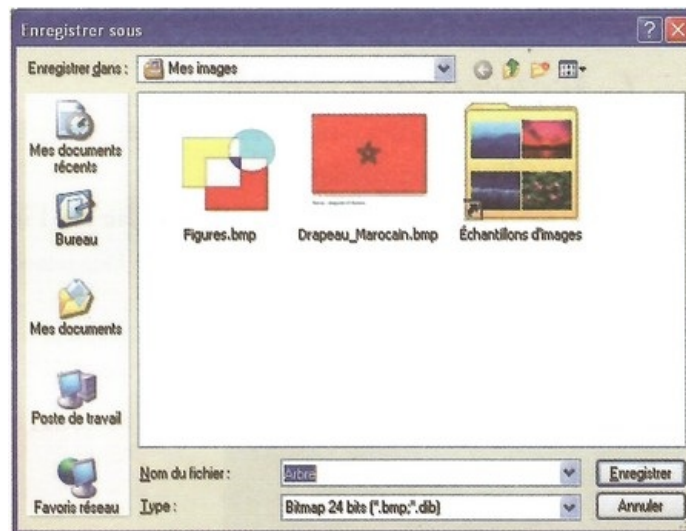 Enregistrer sous
Enregistrer dans :
Mes images
Mes documents
récents
Bureau
Mes documents
Poste de travail
Favoris réseau
Figures.bmp
Drapeau_Marocain.bmp
Échantillons d'images
Nom du fichier :
Arbre
Enregistrer
Type :
Bitmap 24 bits (*.bmp;*.dib)
Annuler